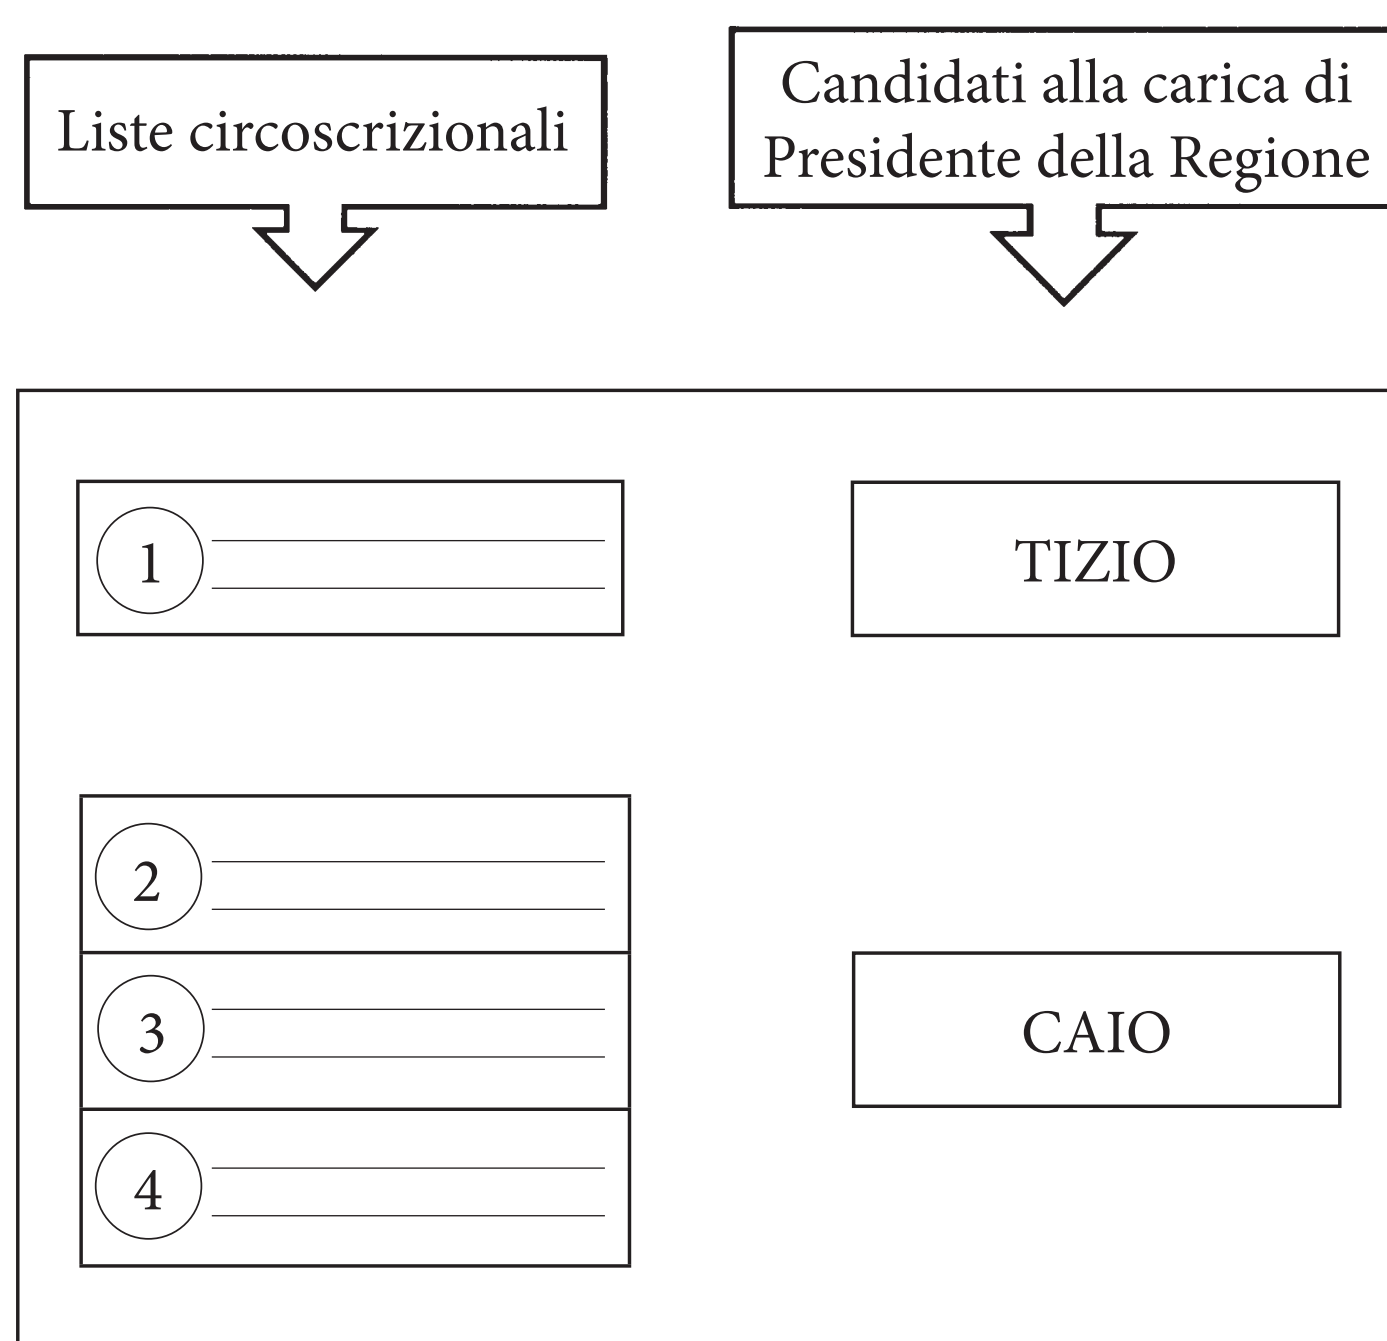 Liste circoscrizionali
Candidati alla carica di
Presidente della Regione
1
TIZIO
2
3
CAIO
4